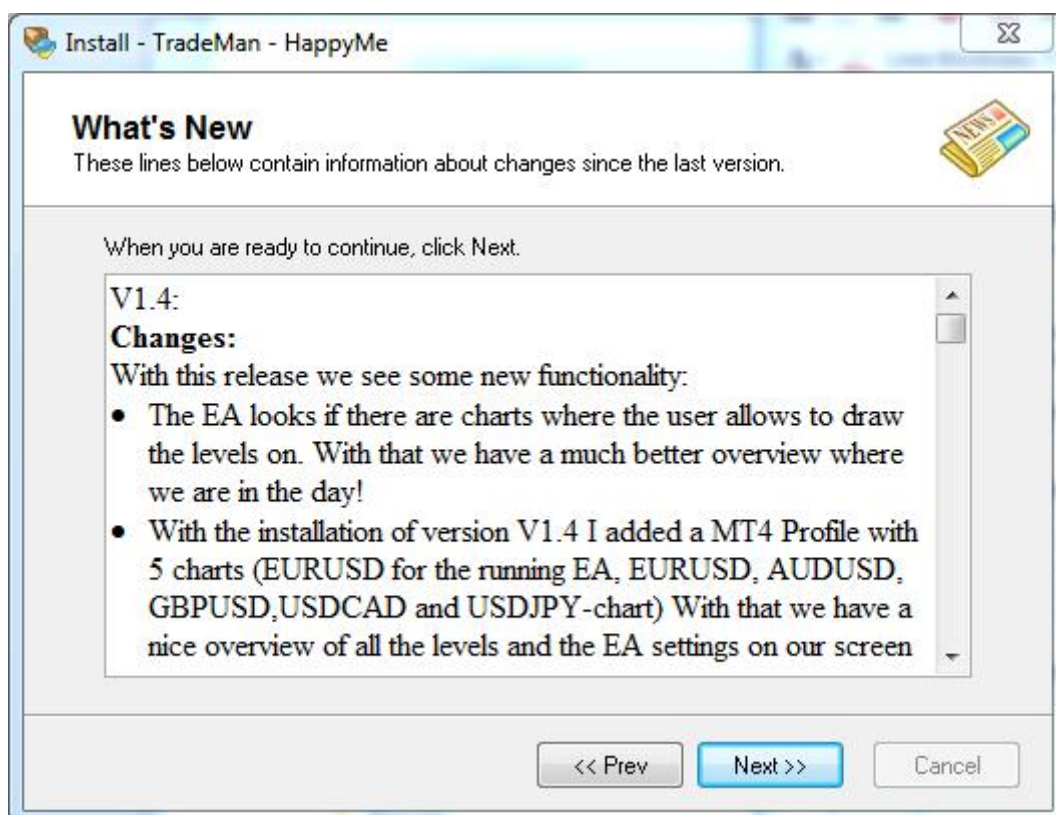 Install - TradeMan - HappyMe
What's New
NEWS
These lines below contain information about changes since the last version.
When you are ready to continue, click Next.
V1.4:
Changes:
With this release we see some new functionality:
• The EA looks if there are charts where the user allows to draw
the levels on. With that we have a much better overview where
we are in the day!
• With the installation of version V1.4 I added a MT4 Profile with
5 charts (EURUSD for the running EA, EURUSD, AUDUSD,
GBPUSD,USDCAD and USDJPY-chart) With that we have a
nice overview of all the levels and the EA settings on our screen
<< Prev
Next >>
Cancel